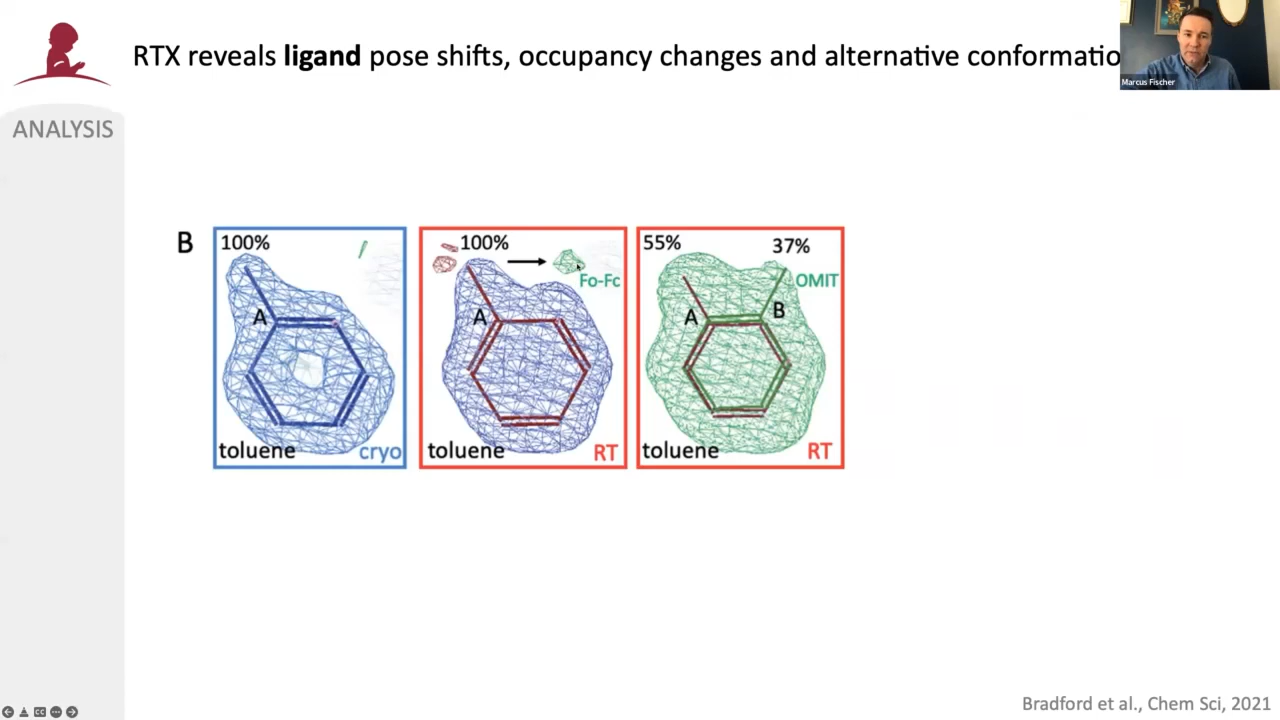 RTX reveals ligand pose shifts, occupancy changes and alternative conformatio
Marcus Fischer
ANALYSIS
B
100%
A
toluene
cryo
100%
Fo-Fc
A
toluene
RT
55%
37%
OMIT
A
B
toluene
RT
Bradford et al., Chem Sci, 2021